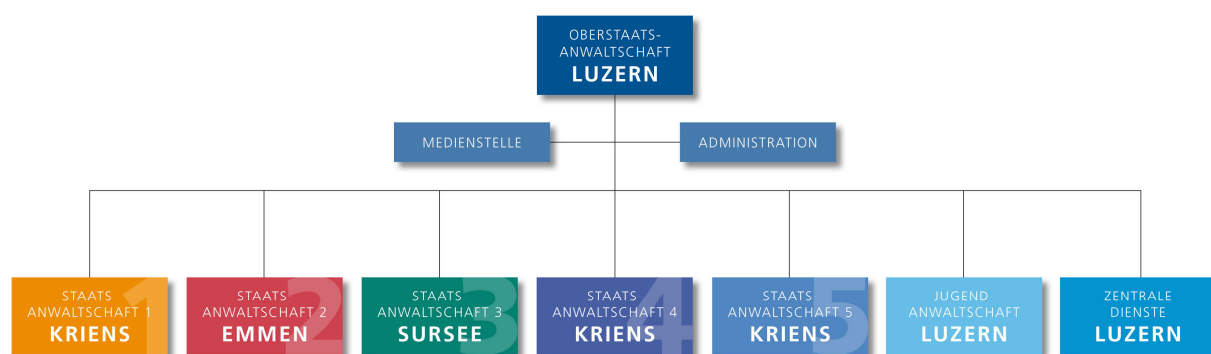 OBERSTAATS-
ANWALTSCHAFT
LUZERN
MEDIENSTELLE
ADMINISTRATION
STAATS
ANWALTSCHAFT 1
KRIENS
1
STAATS
ANWALTSCHAFT 2
EMMEN
2
STAATS
ANWALTSCHAFT 3
SURSEE
3
STAATS
ANWALTSCHAFT 4
KRIENS
4
STAATS
ANWALTSCHAFT 5
KRIENS
5
JUGEND
ANWALTSCHAFT
LUZERN
ZENTRALE
DIENSTE
LUZERN